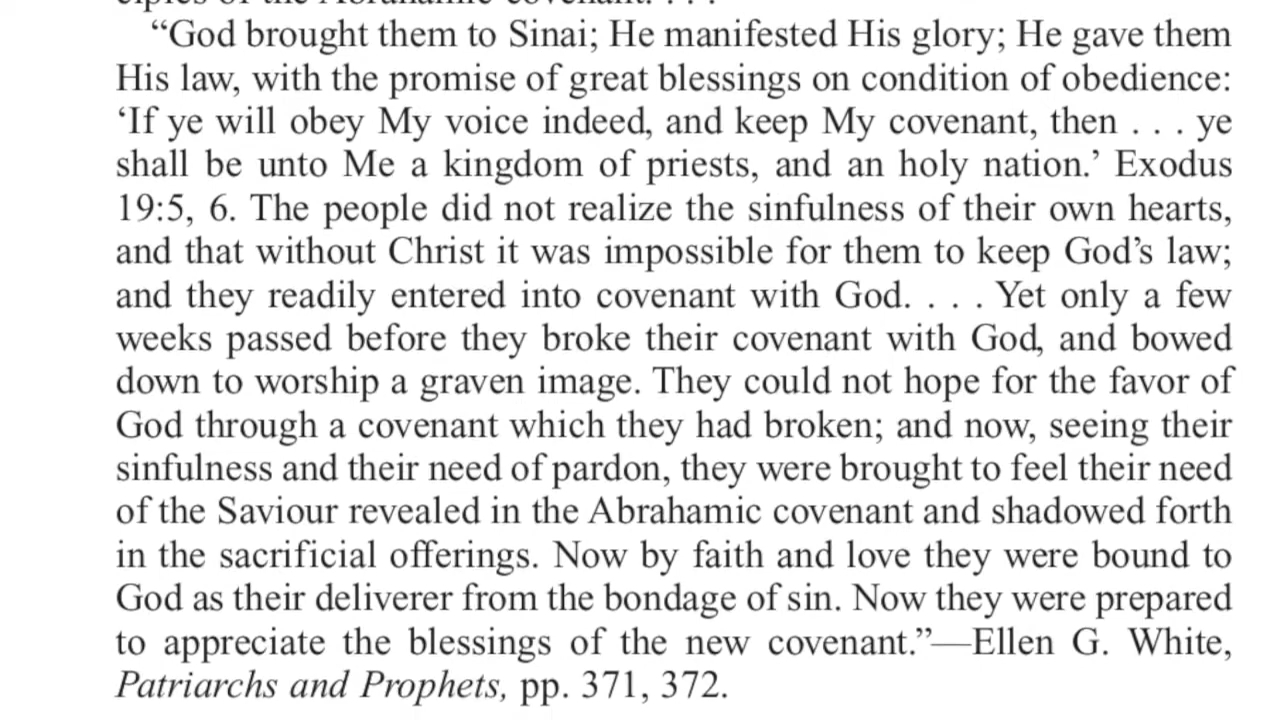 ciples of the Abrahamic covenant. . . .
“God brought them to Sinai; He manifested His glory; He gave them
His law, with the promise of great blessings on condition of obedience:
‘If ye will obey My voice indeed, and keep My covenant, then . . . ye
shall be unto Me a kingdom of priests, and an holy nation.’ Exodus
19:5, 6. The people did not realize the sinfulness of their own hearts,
and that without Christ it was impossible for them to keep God’s law;
and they readily entered into covenant with God. . . . Yet only a few
weeks passed before they broke their covenant with God, and bowed
down to worship a graven image. They could not hope for the favor of
God through a covenant which they had broken; and now, seeing their
sinfulness and their need of pardon, they were brought to feel their need
of the Saviour revealed in the Abrahamic covenant and shadowed forth
in the sacrificial offerings. Now by faith and love they were bound to
God as their deliverer from the bondage of sin. Now they were prepared
to appreciate the blessings of the new covenant.”—Ellen G. White,
Patriarchs and Prophets, pp. 371, 372.